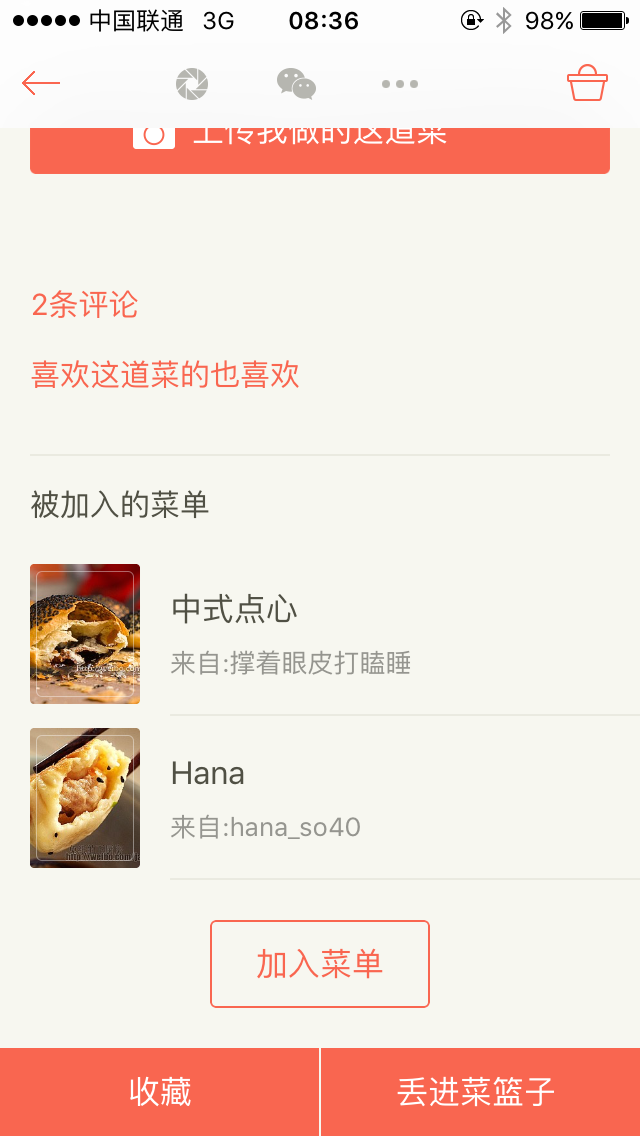 中国联通 3G 08:36 98%
上传我做的这道菜
2条评论
喜欢这道菜的也喜欢
被加入的菜单
中式点心
来自:撑着眼皮打瞌睡
Hana
来自:hana_so40
加入菜单
收藏
丢进菜篮子